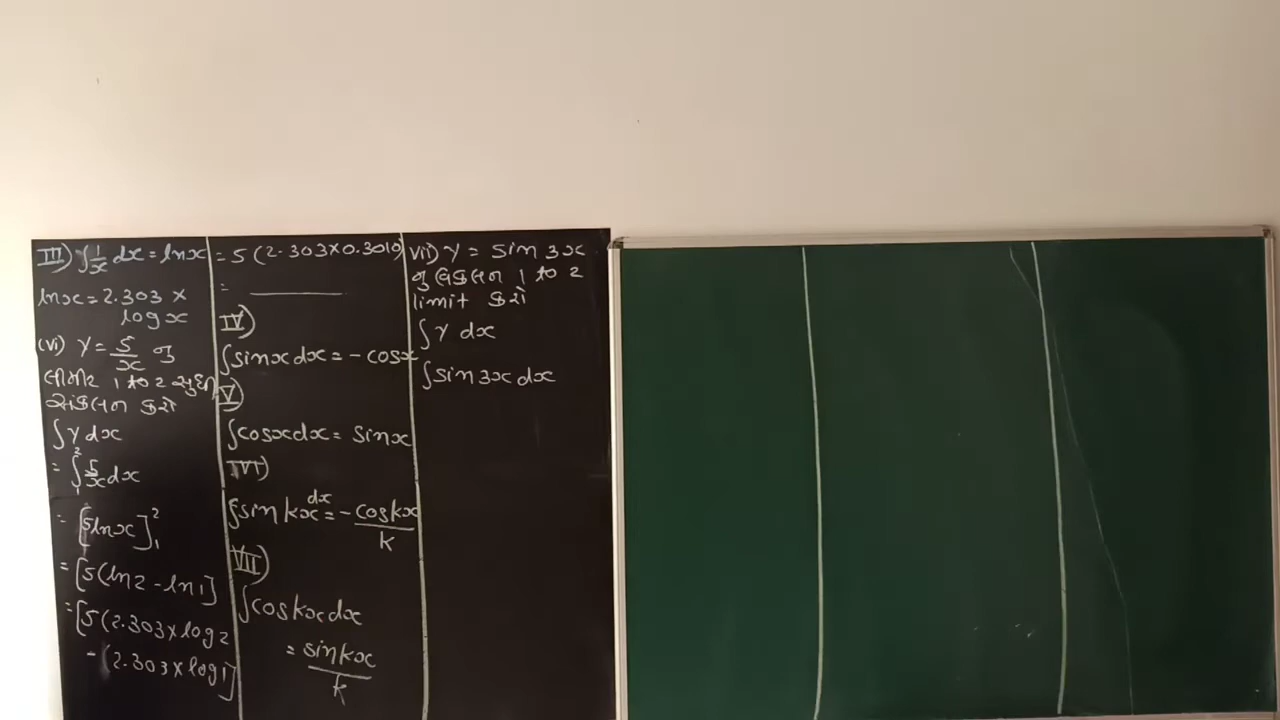 III) ∫ 1/x dx = ln x
ln x = 2.303 ×
log x
(vi) Y = 5/x નું
1 to 2 સુધી
સંકલન કરો
∫ Y dx
= ∫₁² 5/x dx
= [5 ln x]₁²
= [5(ln 2 - ln 1]
= [5(2.303 × log 2
- (2.303 × log 1]
= 5 (2.303 × 0.3010)
= ______
IV)
∫ sin x dx = - cos x
V)
∫ cos x dx = sin x
VI)
∫ sin kx dx = - cos kx / k
VII)
∫ cos kx dx
= sin kx / k
vii) Y = sin 3x
નું સંકલન 1 to 2
limit કરો
∫ Y dx
∫ sin 3x dx